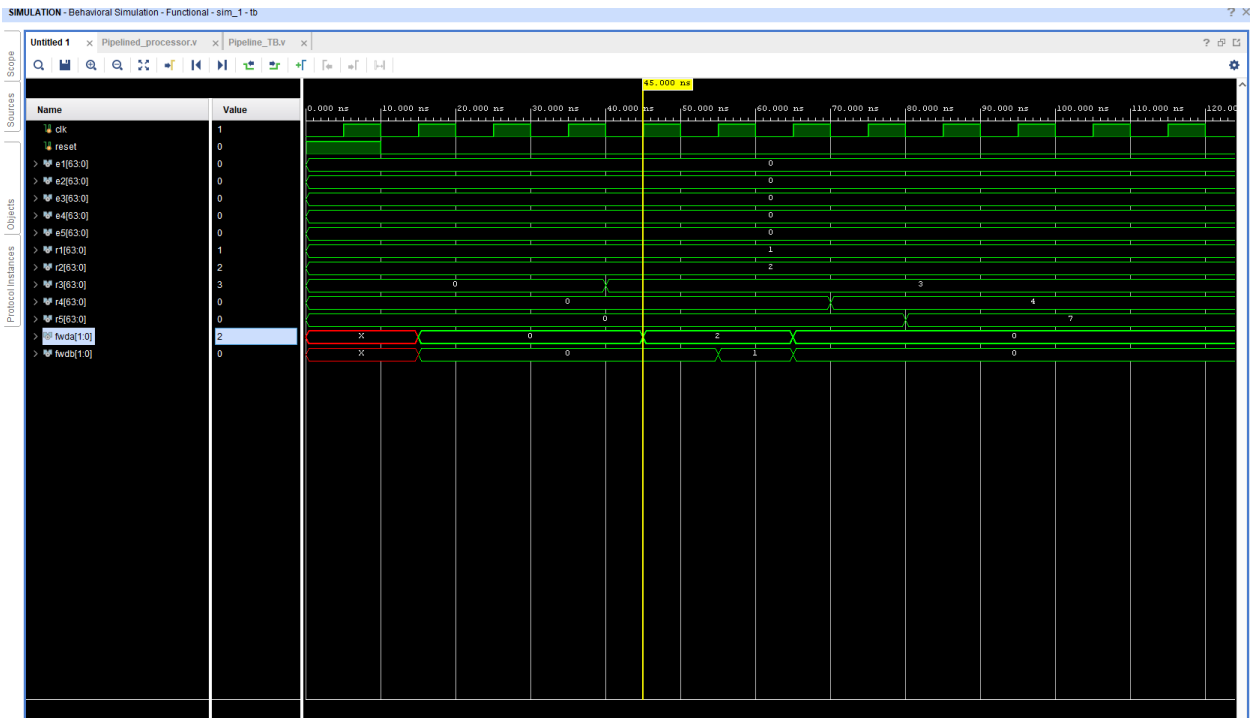 SIMULATION - Behavioral Simulation - Functional - sim_1 - tb ? ×
Untitled 1 × Pipelined_processor.v × Pipeline_TB.v × ?
Scope
Sources
Objects
Protocol Instances
45.000 ns
Name Value 0.000 ns 10.000 ns 20.000 ns 30.000 ns 40.000 ns 50.000 ns 60.000 ns 70.000 ns 80.000 ns 90.000 ns 100.000 ns 110.000 ns 120.0
clk 1
reset 0
> e1[63:0] 0 0
> e2[63:0] 0 0
> e3[63:0] 0 0
> e4[63:0] 0 0
> e5[63:0] 0 0
> r1[63:0] 1 1
> r2[63:0] 2 2
> r3[63:0] 3 0 3
> r4[63:0] 0 0 4
> r5[63:0] 0 0 7
> fwda[1:0] 2 X 0 2 0
> fwdb[1:0] 0 X 0 1 0